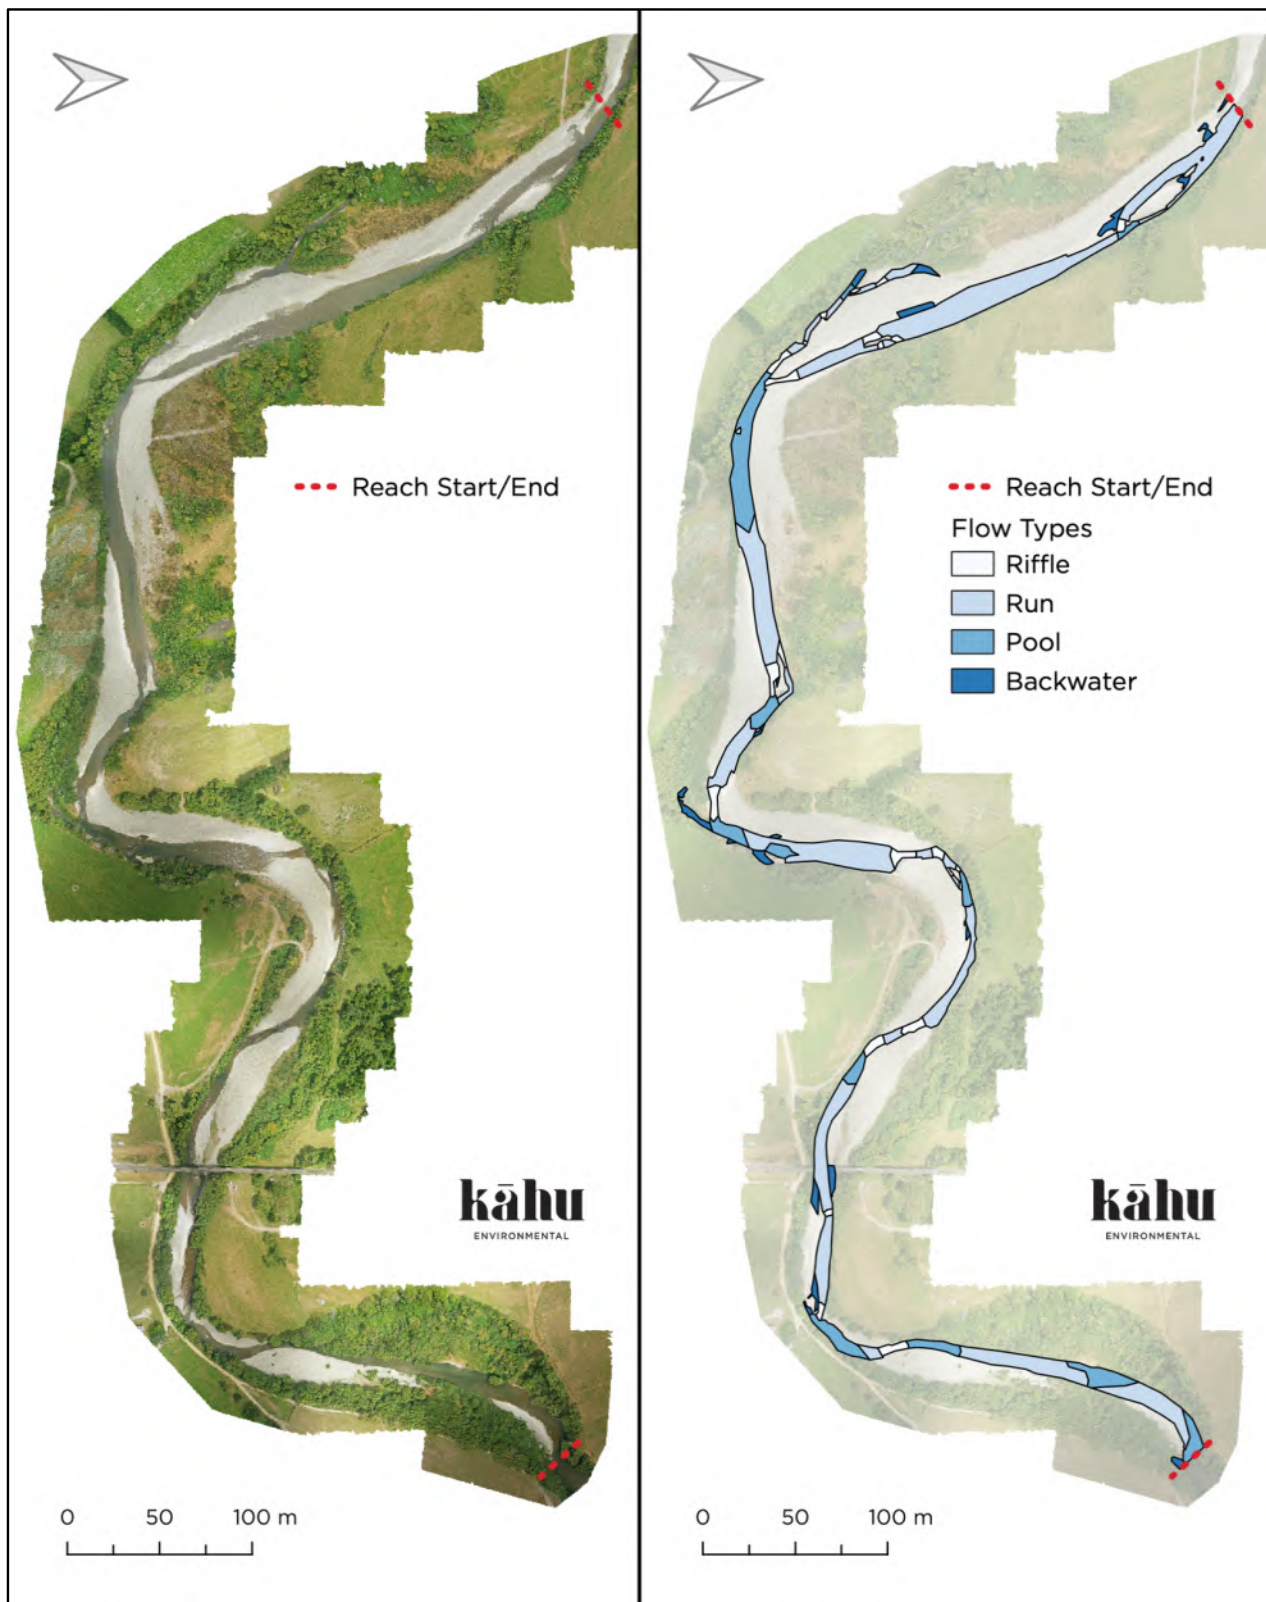 Reach Start/End
kāhu
ENVIRONMENTAL
0 50 100 m
Reach Start/End
Flow Types
Riffle
Run
Pool
Backwater
kāhu
ENVIRONMENTAL
0 50 100 m